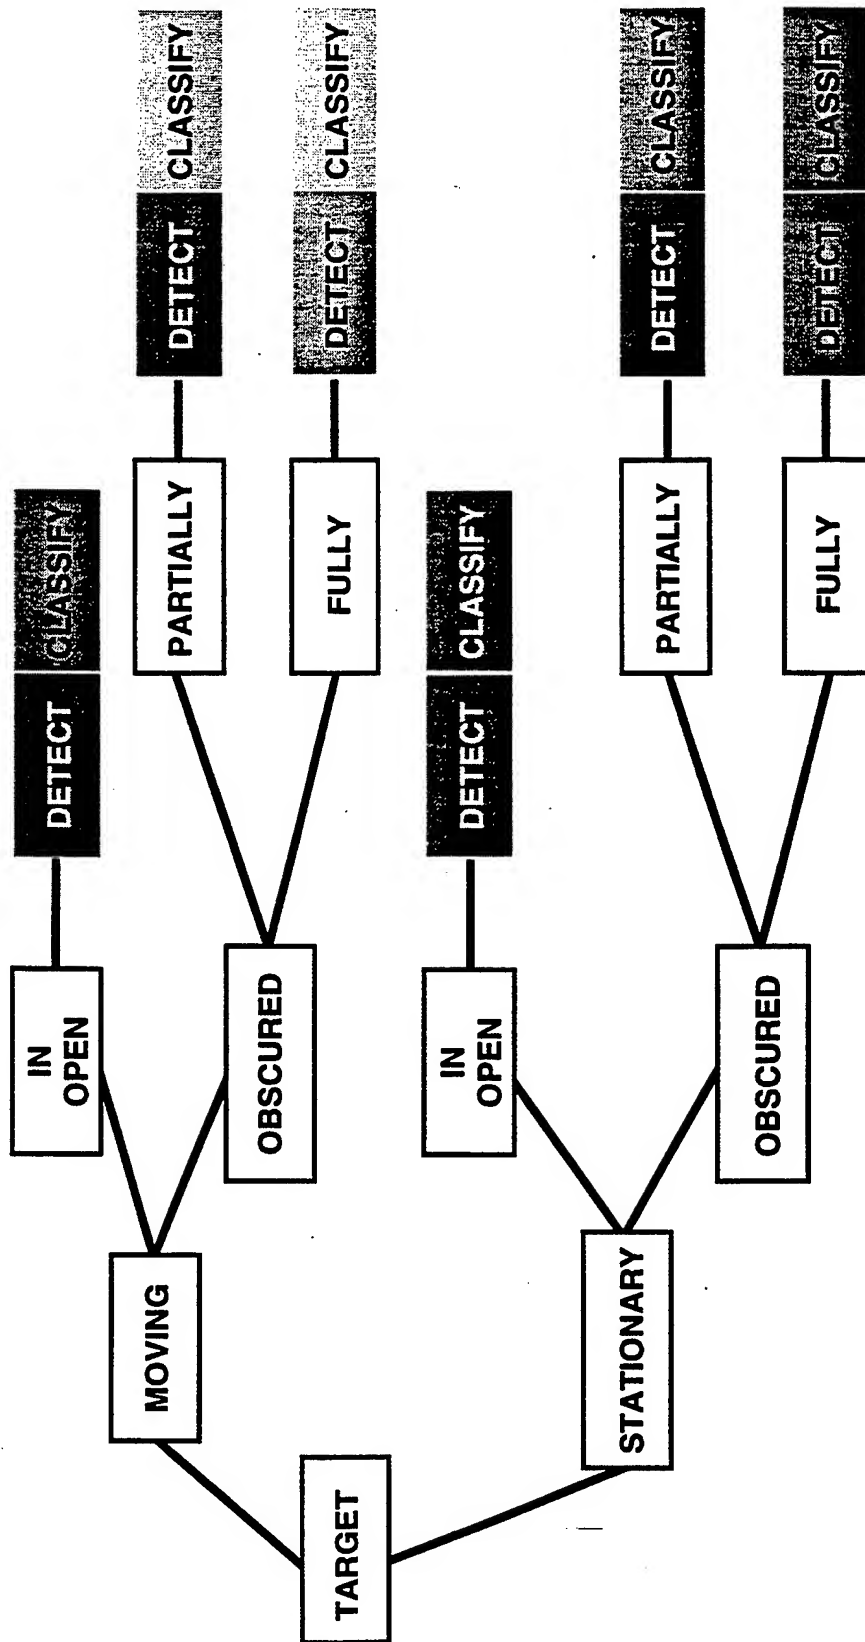 TARGET
MOVING
IN
OPEN
DETECT CLASSIFY
OBSCURED
PARTIALLY
DETECT CLASSIFY
FULLY
DETECT CLASSIFY
STATIONARY
IN
OPEN
DETECT CLASSIFY
OBSCURED
PARTIALLY
DETECT CLASSIFY
FULLY
DETECT CLASSIFY